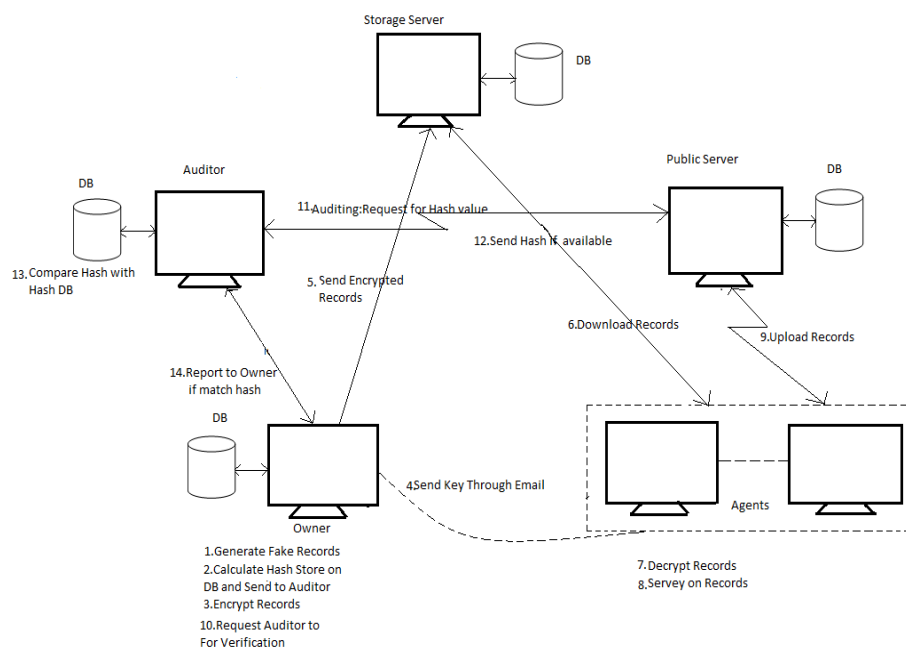 Storage Server
DB
Public Server
DB
Auditor
DB
11.Auditing:Request for Hash value
12.Send Hash if available
13.Compare Hash with
Hash DB
5. Send Encrypted
Records
6.Download Records
9.Upload Records
14.Report to Owner
if match hash
DB
4.Send Key Through Email
Agents
Owner
1.Generate Fake Records
2.Calculate Hash Store on
DB and Send to Auditor
3.Encrypt Records
10.Request Auditor to
For Verification
7.Decrypt Records
8.Servey on Records